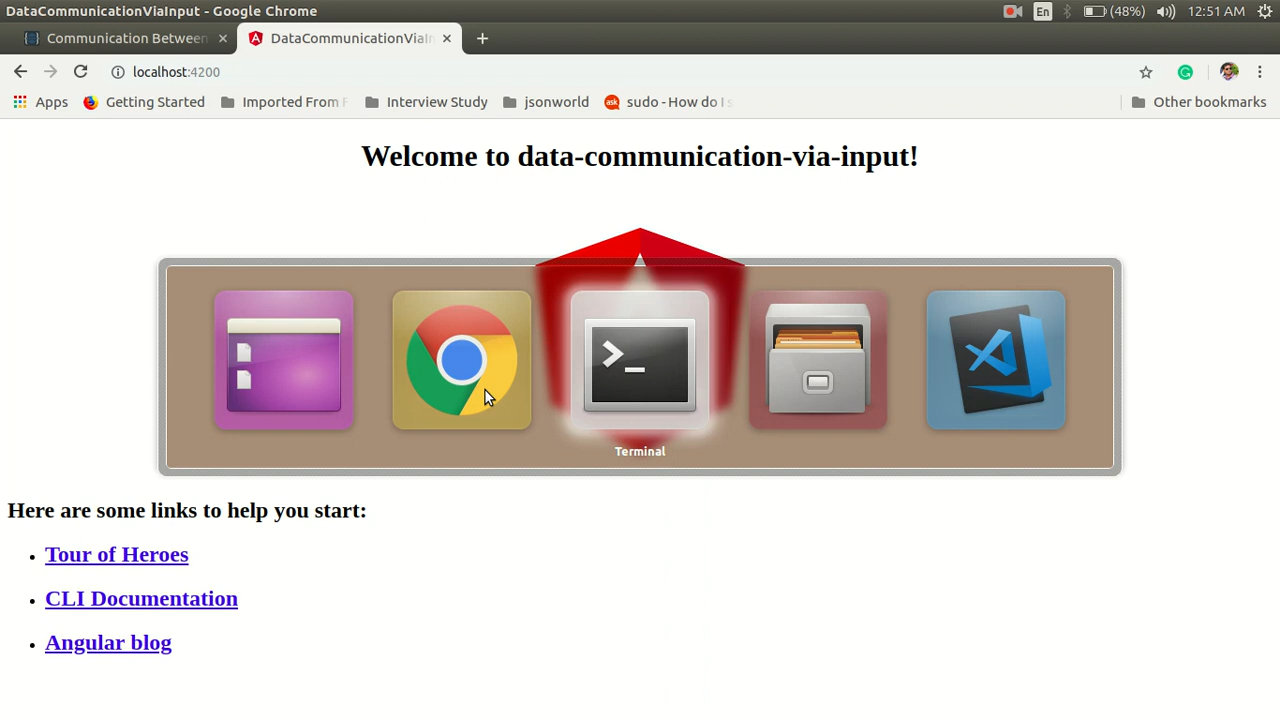 DataCommunicationViaInput - Google Chrome
En
(48%)
12:51 AM
Communication Between
DataCommunicationViaIn
localhost:4200
Apps
Getting Started
Imported From F
Interview Study
jsonworld
ask
sudo - How do I s
Other bookmarks
Welcome to data-communication-via-input!
Terminal
Here are some links to help you start:
Tour of Heroes
CLI Documentation
Angular blog